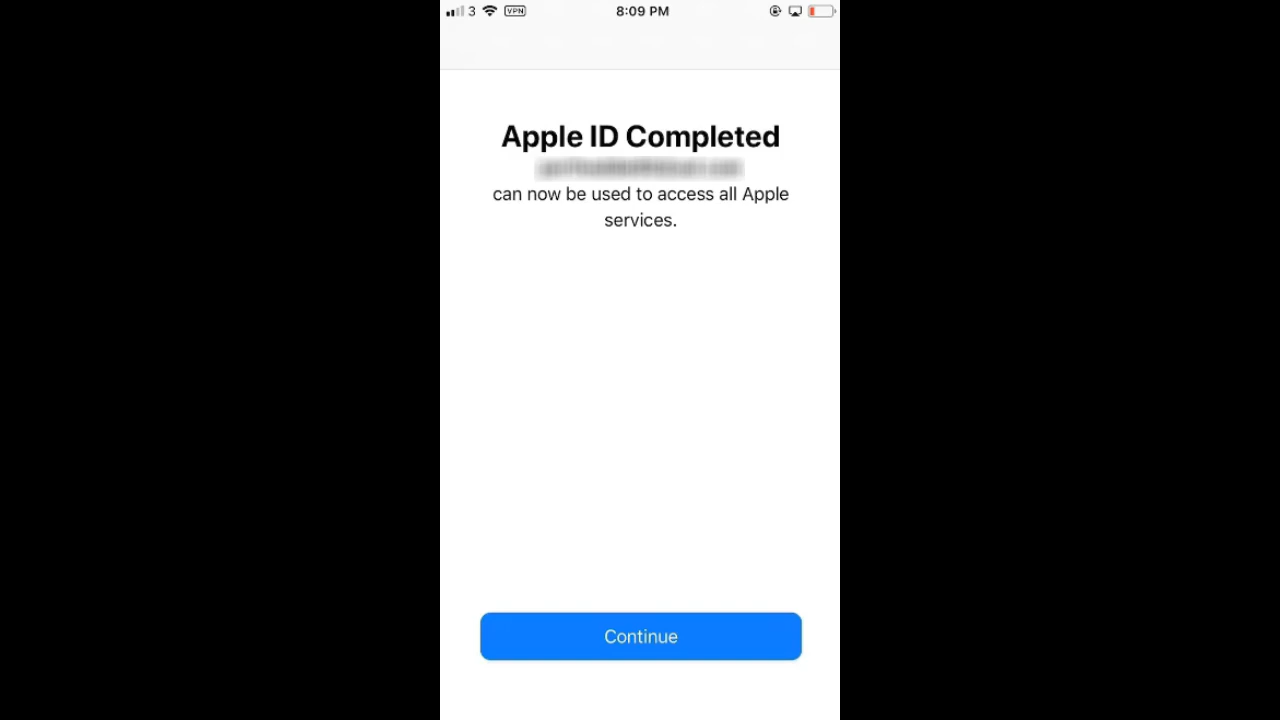 3 VPN 8:09 PM
Apple ID Completed
can now be used to access all Apple
services.
Continue